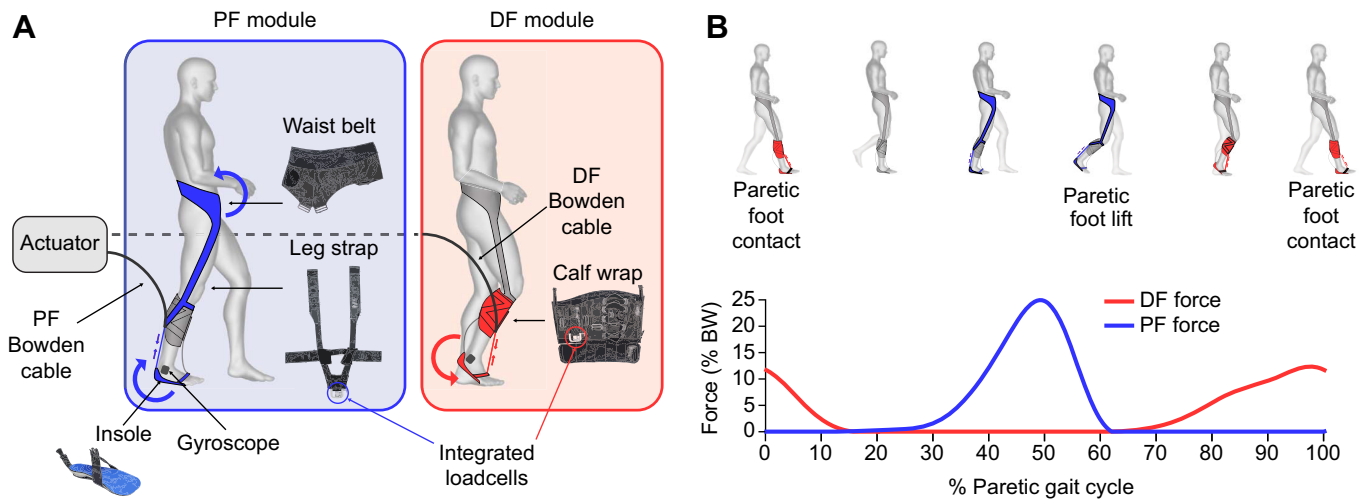 A
PF module
DF module
Waist belt
DF
Bowden
cable
Actuator
Leg strap
Calf wrap
PF
Bowden
cable
Insole
Gyroscope
Integrated
loadcells
B
Paretic
foot
contact
Paretic
foot lift
Paretic
foot
contact
Force (% BW)
25
20
15
10
5
0
DF force
PF force
0 10 20 30 40 50 60 70 80 90 100
% Paretic gait cycle